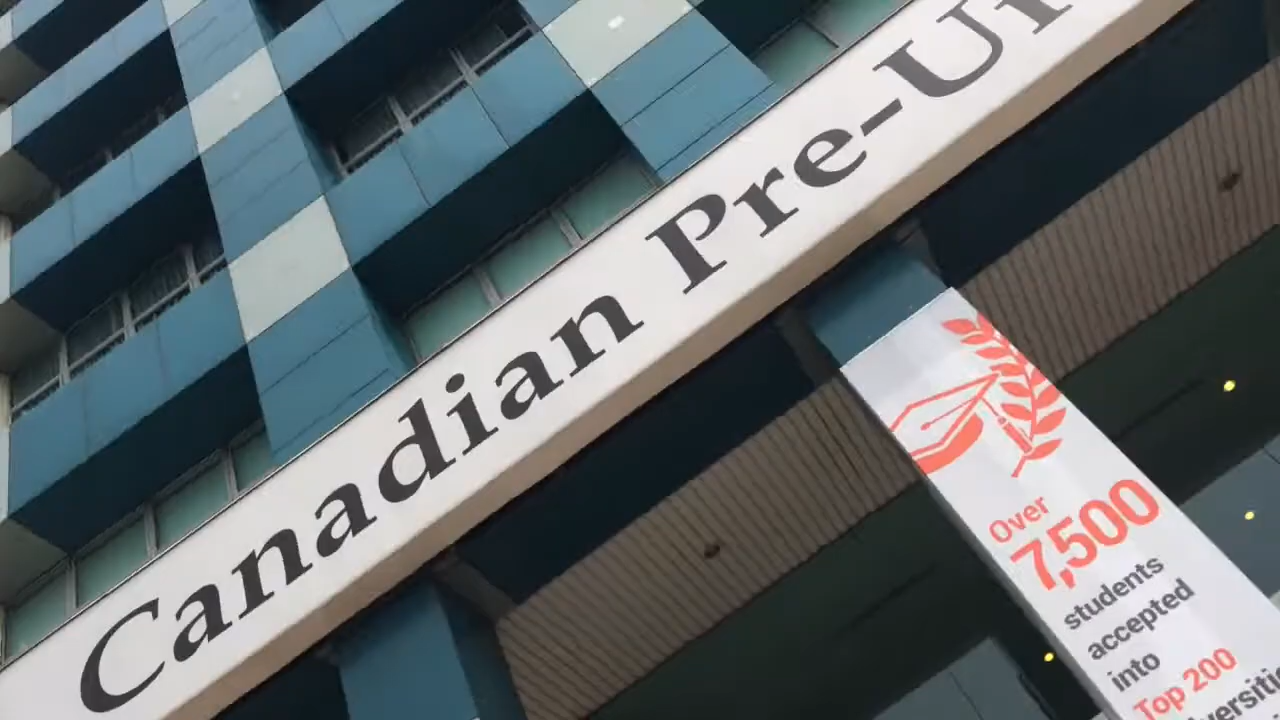 Canadian Pre-U
Over
7,500
students
accepted
into
Top 200